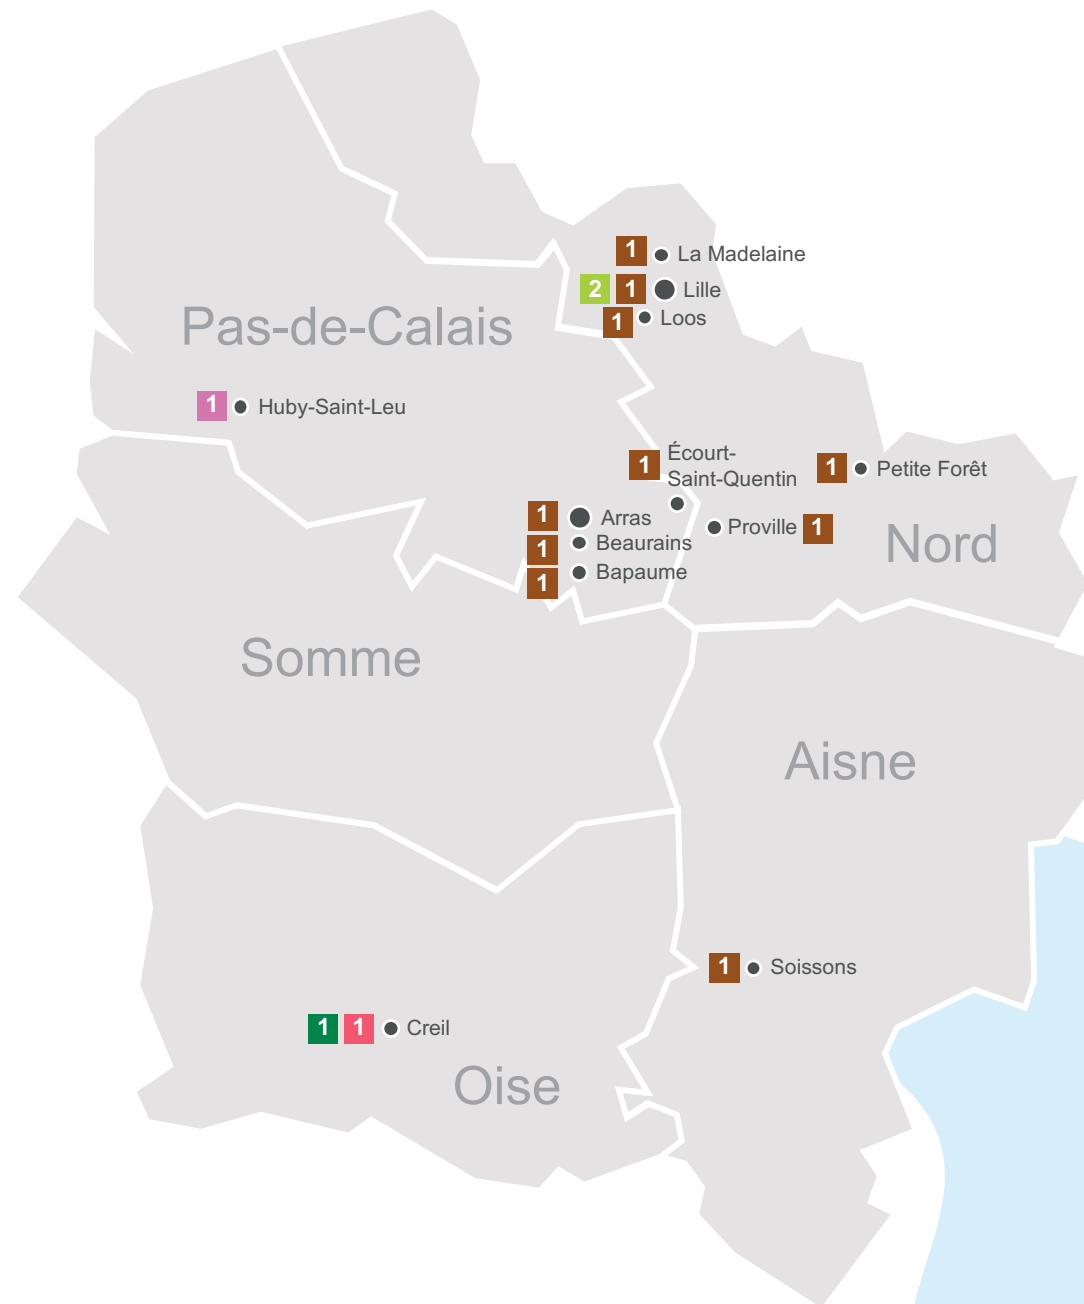 1 La Madelaine
2 1 Lille
1 Loos
Pas-de-Calais
1 Huby-Saint-Leu
1 Écourt-
Saint-Quentin
1 Petite Forêt
1 Arras
Proville 1
1 Beaurains
Nord
1 Bapaume
Somme
Aisne
1 Soissons
1 1 Creil
Oise